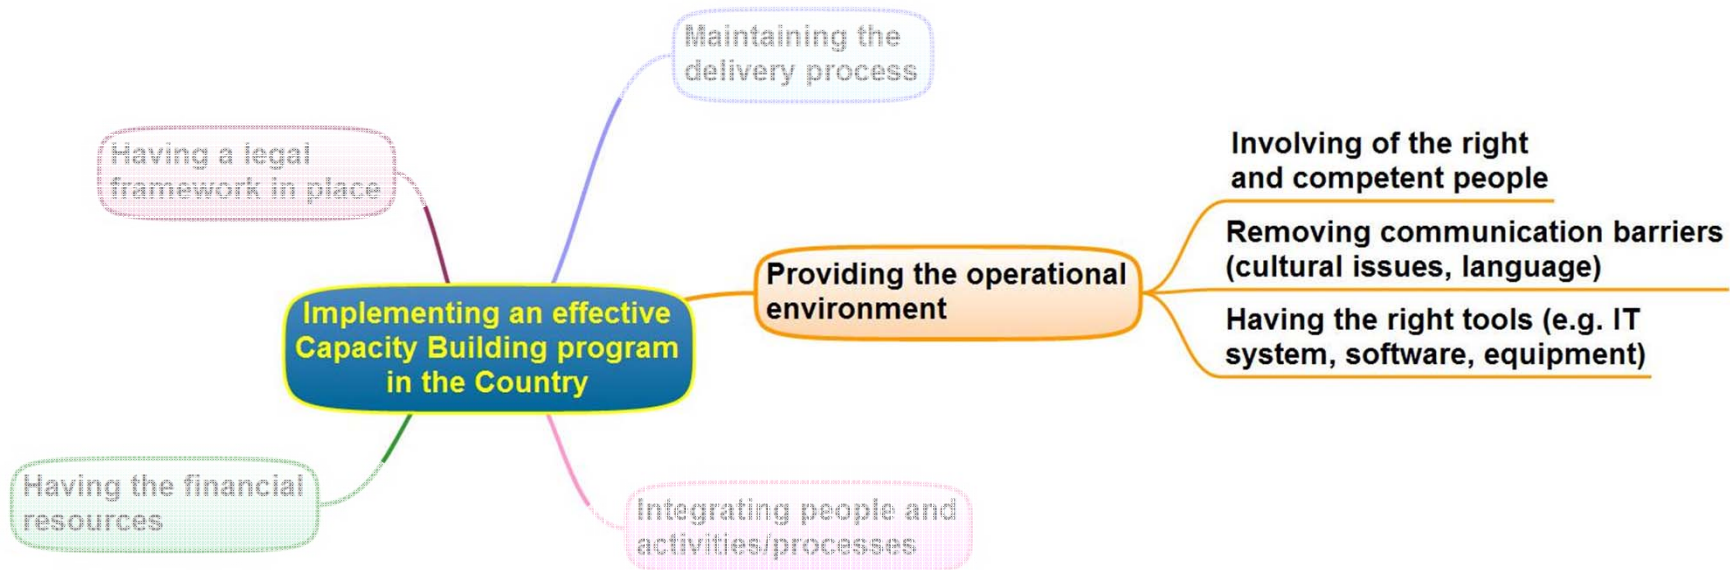 Maintaining the
delivery process
Having a legal
framework in place
Implementing an effective
Capacity Building program
in the Country
Providing the operational
environment
Involving of the right
and competent people
Removing communication barriers
(cultural issues, language)
Having the right tools (e.g. IT
system, software, equipment)
Having the financial
resources
Integrating people and
activities/processes